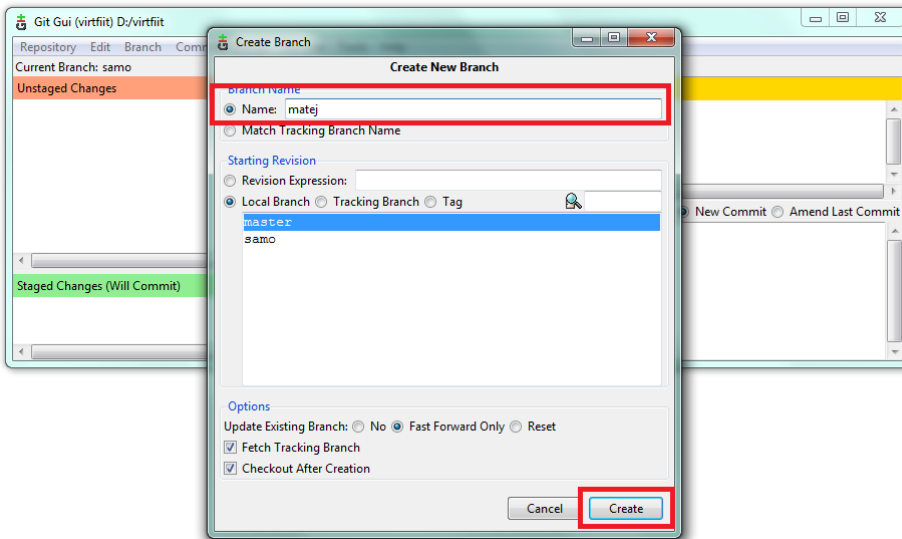 Git Gui (virtfiit) D:/virtfiit
Repository Edit Branch Comm
Current Branch: samo
Unstaged Changes
Staged Changes (Will Commit)
Create Branch
Create New Branch
Branch Name
Name: matej
Match Tracking Branch Name
Starting Revision
Revision Expression:
Local Branch Tracking Branch Tag
master
samo
Options
Update Existing Branch: No Fast Forward Only Reset
Fetch Tracking Branch
Checkout After Creation
Cancel Create
New Commit Amend Last Commit